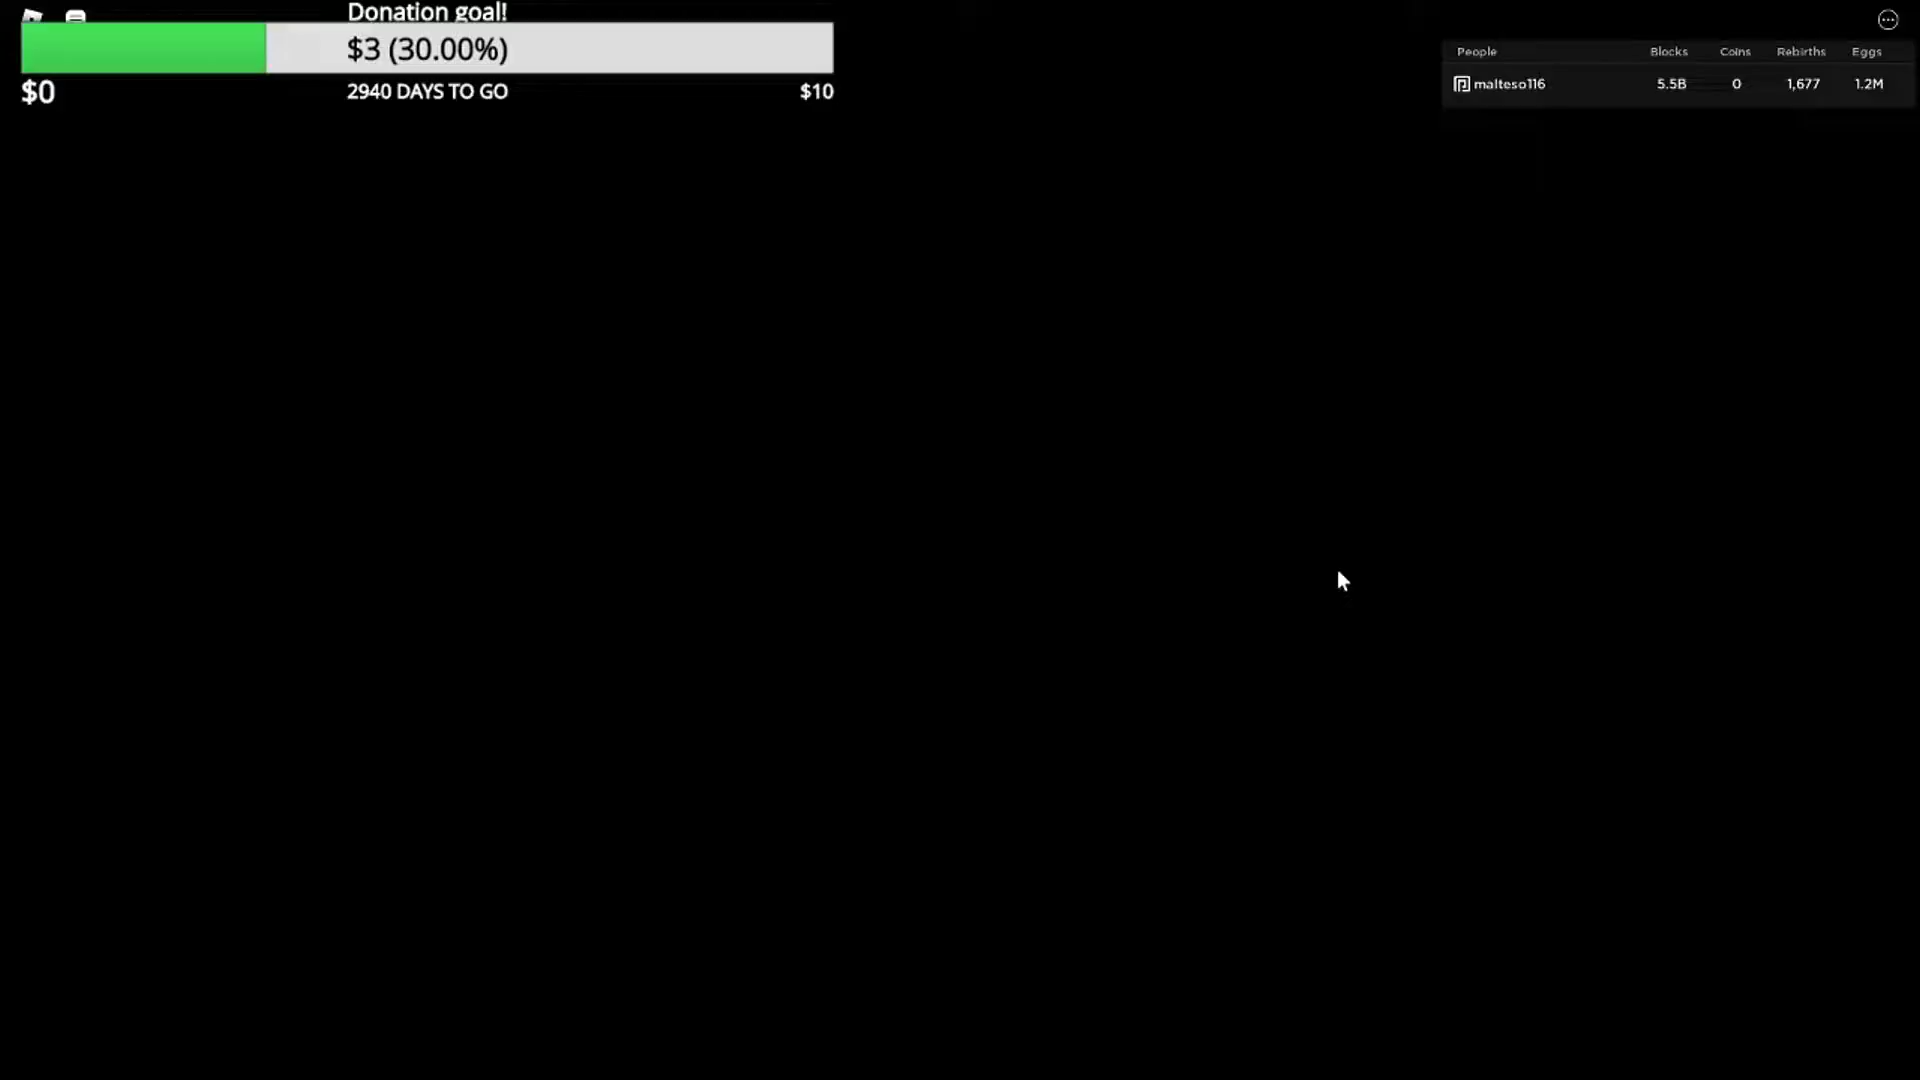 Donation goal!
$3 (30.00%)
$0 2940 DAYS TO GO $10
People Blocks Coins Rebirths Eggs
malteso116 5.5B 0 1,677 1.2M